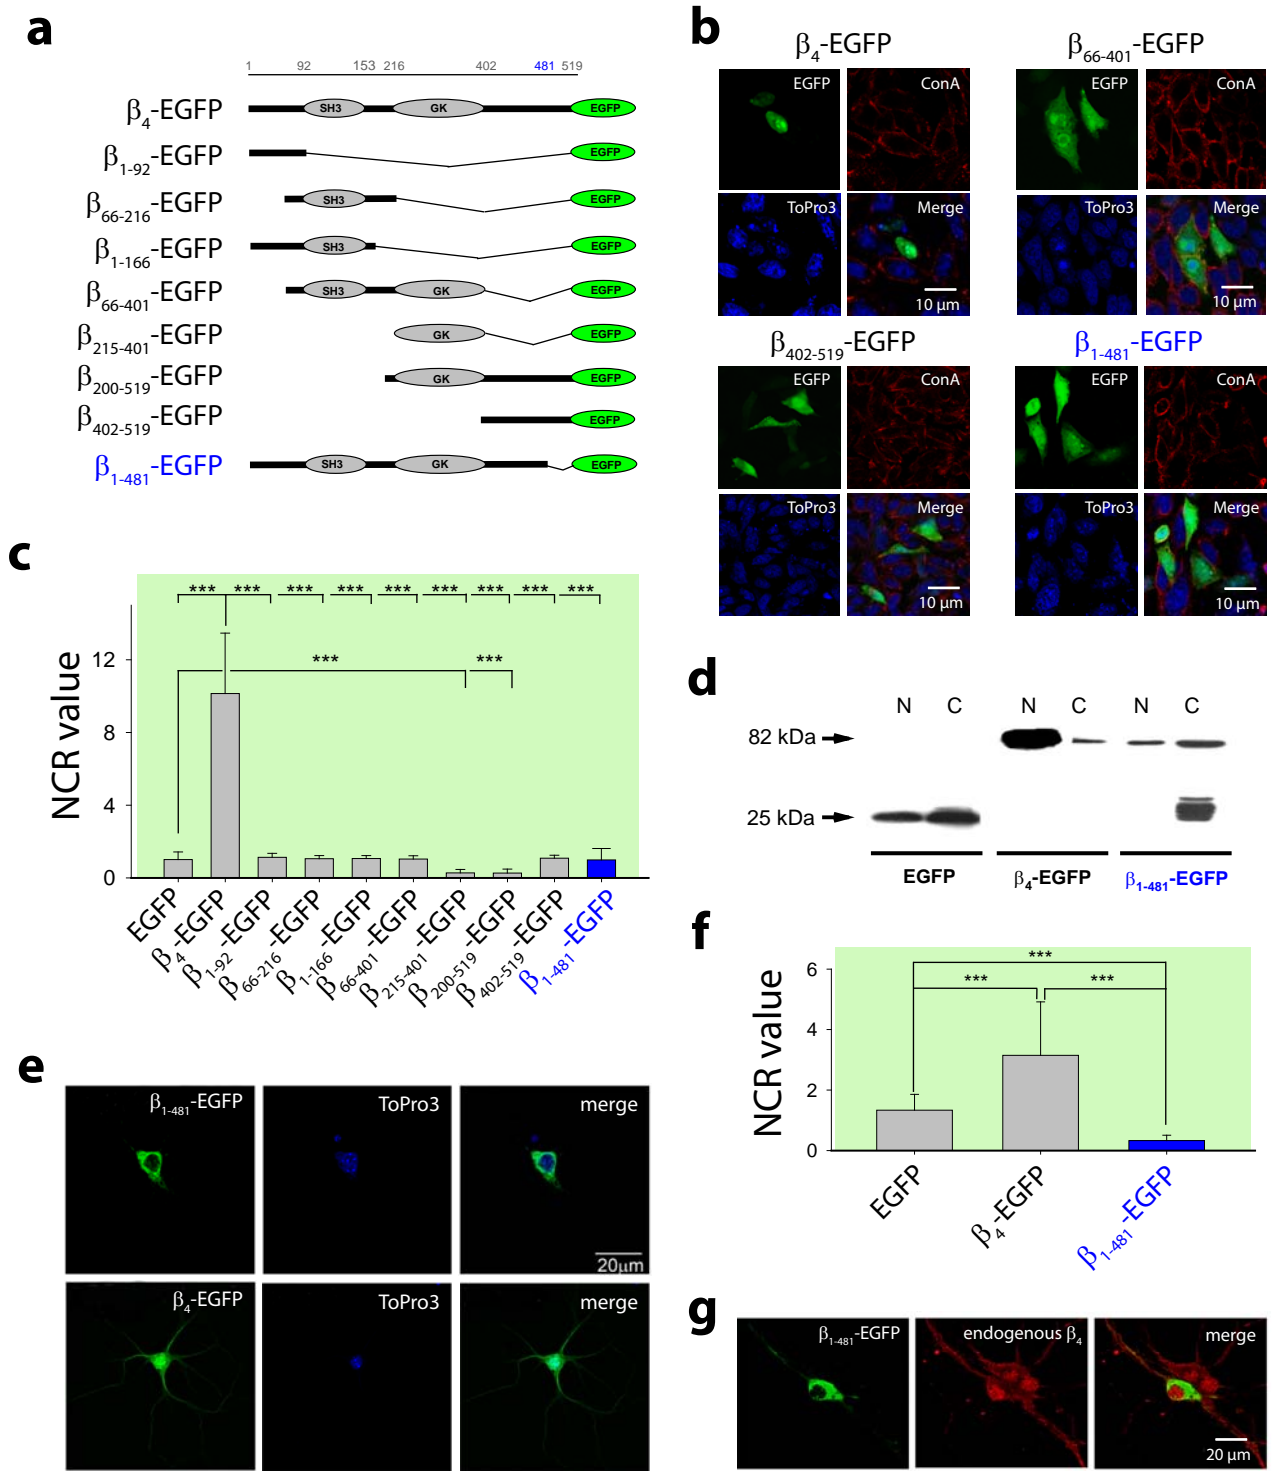 a
1 92 153 216 402 481 519
β4-EGFP SH3 GK EGFP
β1-92-EGFP EGFP
β66-216-EGFP SH3 EGFP
β1-166-EGFP SH3 EGFP
β66-401-EGFP SH3 GK EGFP
β215-401-EGFP GK EGFP
β200-519-EGFP GK EGFP
β402-519-EGFP EGFP
β1-481-EGFP SH3 GK EGFP
b
β4-EGFP
EGFP ConA
ToPro3 Merge
10 µm
β66-401-EGFP
EGFP ConA
ToPro3 Merge
10 µm
β402-519-EGFP
EGFP ConA
ToPro3 Merge
10 µm
β1-481-EGFP
EGFP ConA
ToPro3 Merge
10 µm
c
*** *** *** *** *** *** *** *** ***
*** ***
NCR value
12
8
4
0
EGFP
β4-EGFP
β1-92-EGFP
β66-216-EGFP
β1-166-EGFP
β66-401-EGFP
β215-401-EGFP
β200-519-EGFP
β402-519-EGFP
β1-481-EGFP
d
N C N C N C
82 kDa
25 kDa
EGFP β4-EGFP β1-481-EGFP
e
β1-481-EGFP ToPro3 merge
20µm
β4-EGFP ToPro3 merge
f
***
*** ***
NCR value
6
4
2
0
EGFP
β4-EGFP
β1-481-EGFP
g
β1-481-EGFP endogenous β4 merge
20 µm